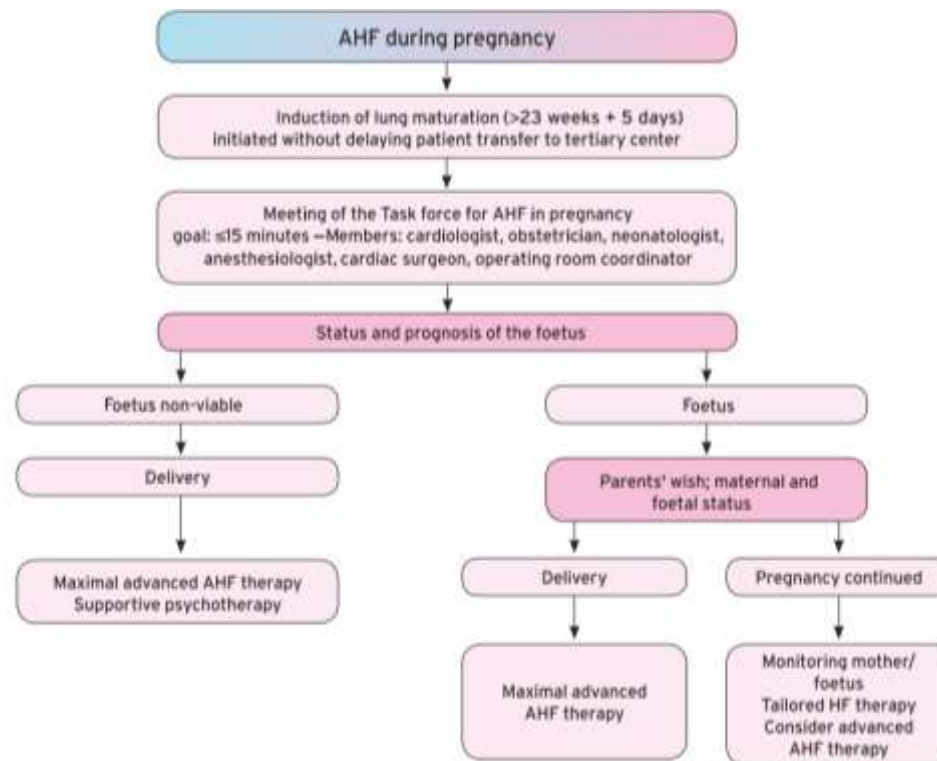 AHF during pregnancy
Induction of lung maturation (>23 weeks + 5 days)
initiated without delaying patient transfer to tertiary center
Meeting of the Task force for AHF in pregnancy
goal: ≤15 minutes —Members: cardiologist, obstetrician, neonatologist,
anesthesiologist, cardiac surgeon, operating room coordinator
Status and prognosis of the foetus
Foetus non-viable
Delivery
Maximal advanced AHF therapy
Supportive psychotherapy
Foetus
Parents' wish; maternal and
foetal status
Delivery
Maximal advanced
AHF therapy
Pregnancy continued
Monitoring mother/
foetus
Tailored HF therapy
Consider advanced
AHF therapy